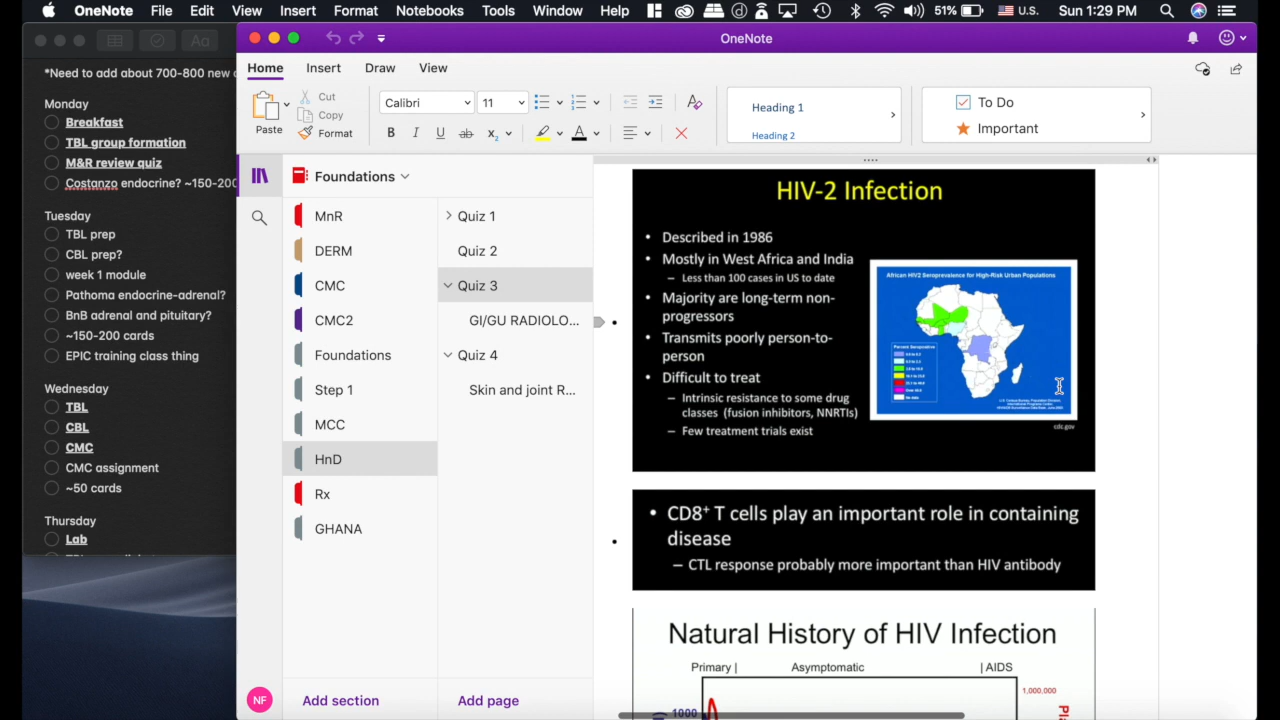 OneNote File Edit View Insert Format Notebooks Tools Window Help 51% U.S. Sun 1:29 PM
OneNote
*Need to add about 700-800 new
Monday
Breakfast
TBL group formation
M&R review quiz
Costanzo endocrine? ~150-200
Tuesday
TBL prep
CBL prep?
week 1 module
Pathoma endocrine-adrenal?
BnB adrenal and pituitary?
~150-200 cards
EPIC training class thing
Wednesday
TBL
CBL
CMC
CMC assignment
~50 cards
Thursday
Lab
Home Insert Draw View
Paste
Cut
Copy
Format
Calibri 11
B I U ab X2 A
Heading 1
Heading 2
To Do
Important
Foundations
MnR
DERM
CMC
CMC2
Foundations
Step 1
MCC
HnD
Rx
GHANA
Quiz 1
Quiz 2
Quiz 3
GI/GU RADIOLO...
Quiz 4
Skin and joint R...
NF
Add section
Add page
HIV-2 Infection
• Described in 1986
• Mostly in West Africa and India
– Less than 100 cases in US to date
• Majority are long-term non-
progressors
• Transmits poorly person-to-
person
• Difficult to treat
– Intrinsic resistance to some drug
classes (fusion inhibitors, NNRTIs)
– Few treatment trials exist
African HIV2 Seroprevalence for High-Risk Urban Populations
Percent Seropositive
cdc.gov
• CD8⁺ T cells play an important role in containing
disease
– CTL response probably more important than HIV antibody
Natural History of HIV Infection
Primary | Asymptomatic | AIDS
1,000,000
1000